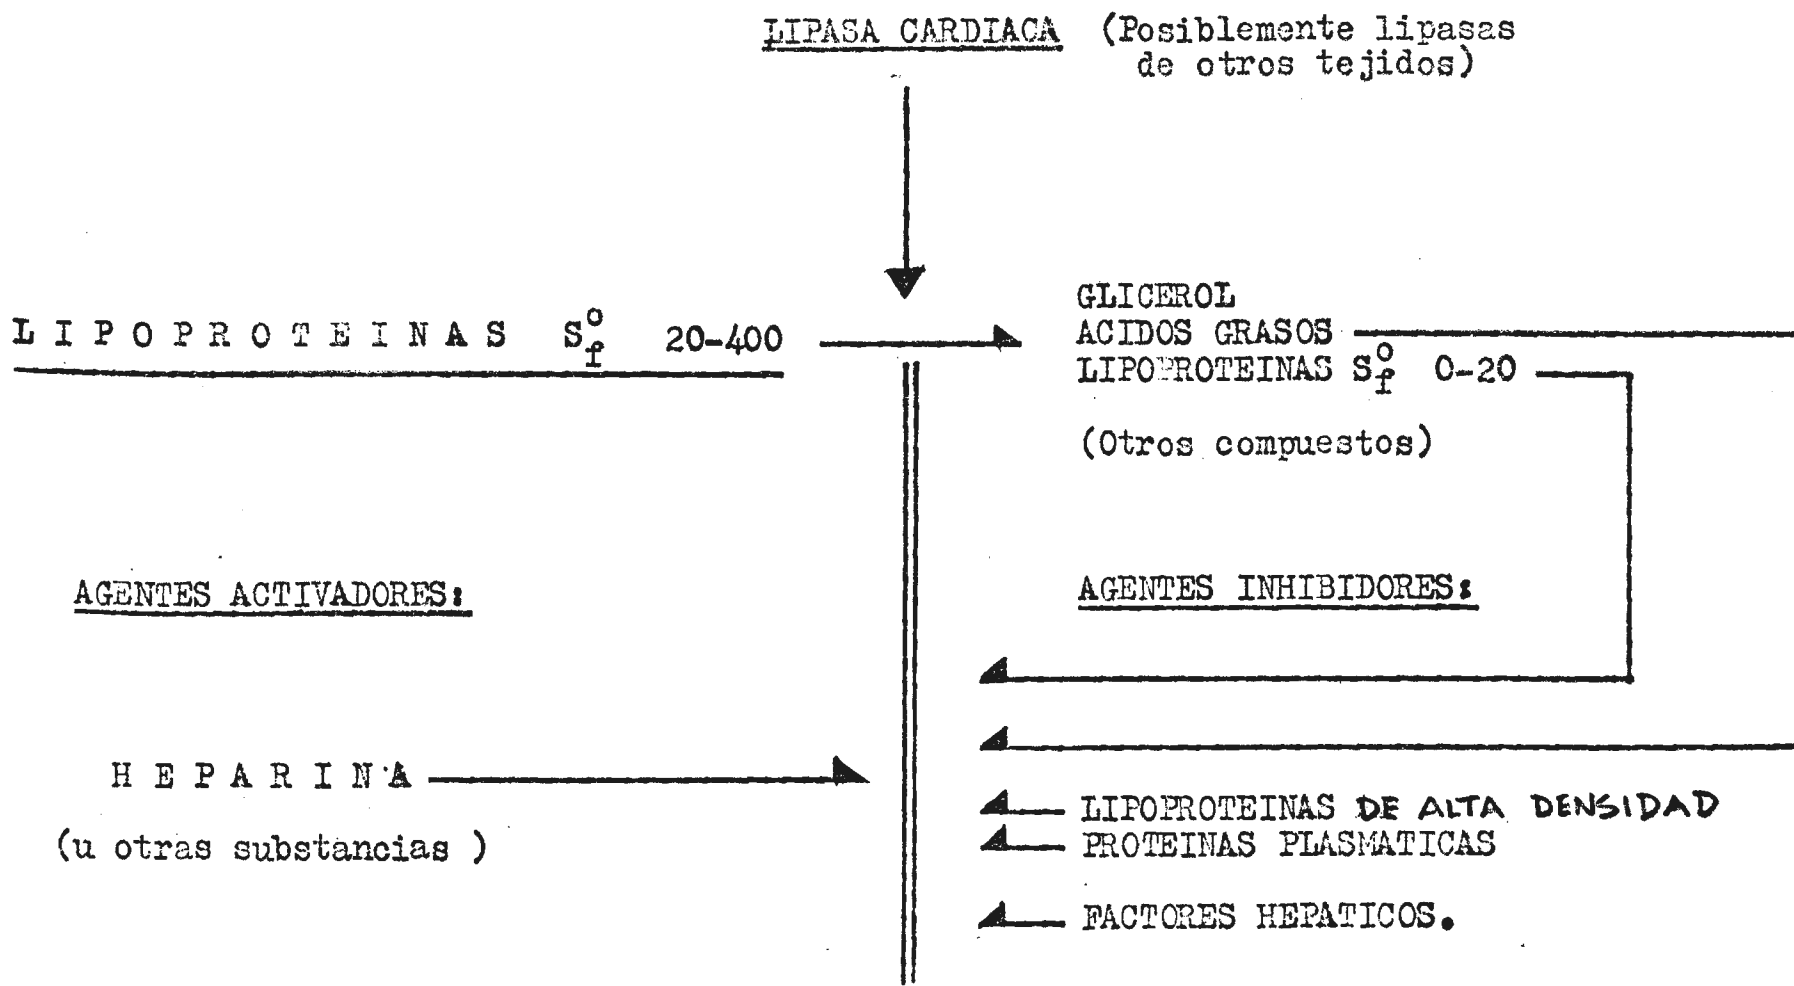 LIPASA CARDIACA (Posiblemente lipasas
de otros tejidos)
LIPOPROTEINAS S°f 20-400
GLICEROL
ACIDOS GRASOS
LIPOPROTEINAS S°f 0-20
(Otros compuestos)
AGENTES ACTIVADORES:
HEPARINA
(u otras substancias )
AGENTES INHIBIDORES:
LIPOPROTEINAS DE ALTA DENSIDAD
PROTEINAS PLASMATICAS
FACTORES HEPATICOS.